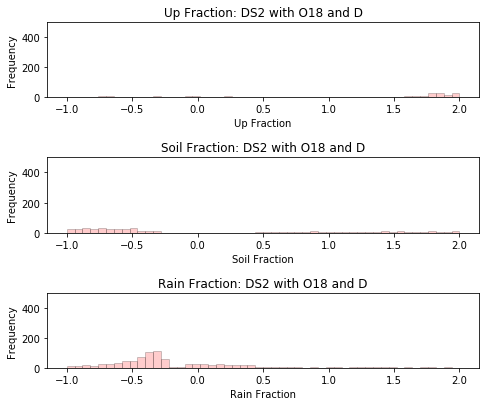 Up Fraction: DS2 with O18 and D
400
200
0
Frequency
−1.0 −0.5 0.0 0.5 1.0 1.5 2.0
Up Fraction
Soil Fraction: DS2 with O18 and D
400
200
0
Frequency
−1.0 −0.5 0.0 0.5 1.0 1.5 2.0
Soil Fraction
Rain Fraction: DS2 with O18 and D
400
200
0
Frequency
−1.0 −0.5 0.0 0.5 1.0 1.5 2.0
Rain Fraction